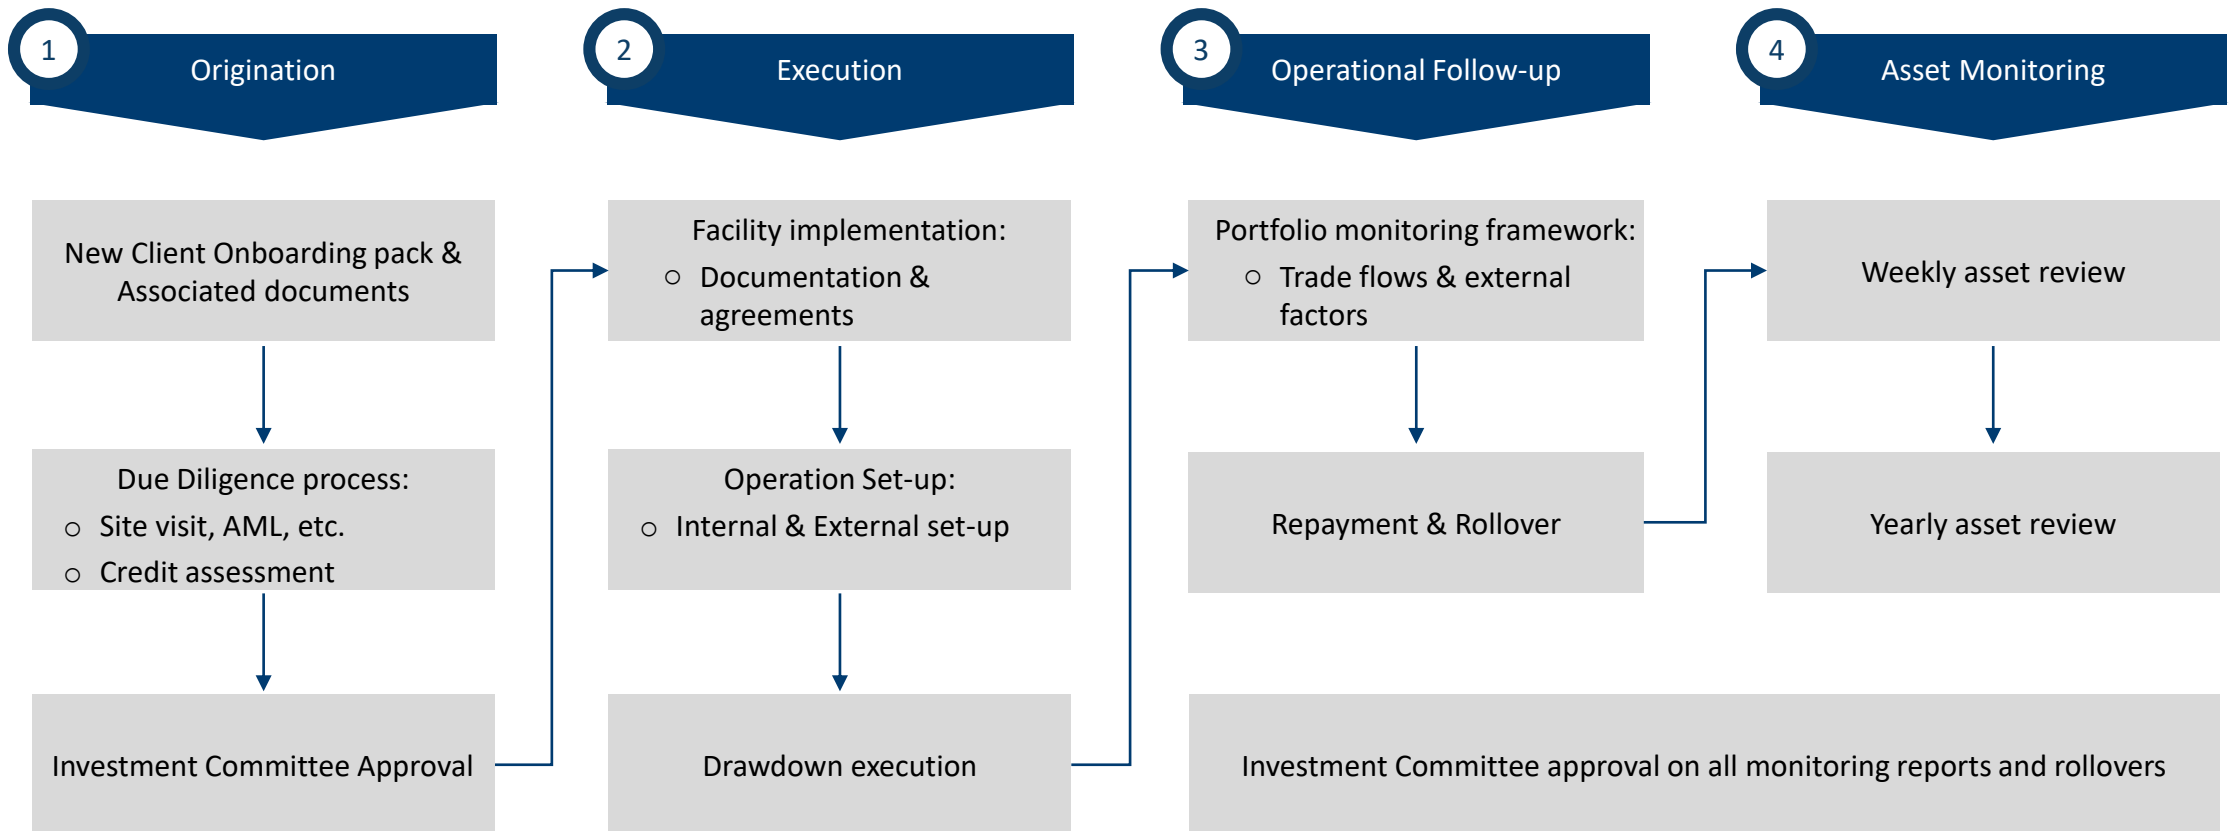 1
Origination
New Client Onboarding pack &
Associated documents
Due Diligence process:
o Site visit, AML, etc.
o Credit assessment
Investment Committee Approval
2
Execution
Facility implementation:
o Documentation &
agreements
Operation Set-up:
o Internal & External set-up
Drawdown execution
3
Operational Follow-up
Portfolio monitoring framework:
o Trade flows & external
factors
Repayment & Rollover
4
Asset Monitoring
Weekly asset review
Yearly asset review
Investment Committee approval on all monitoring reports and rollovers